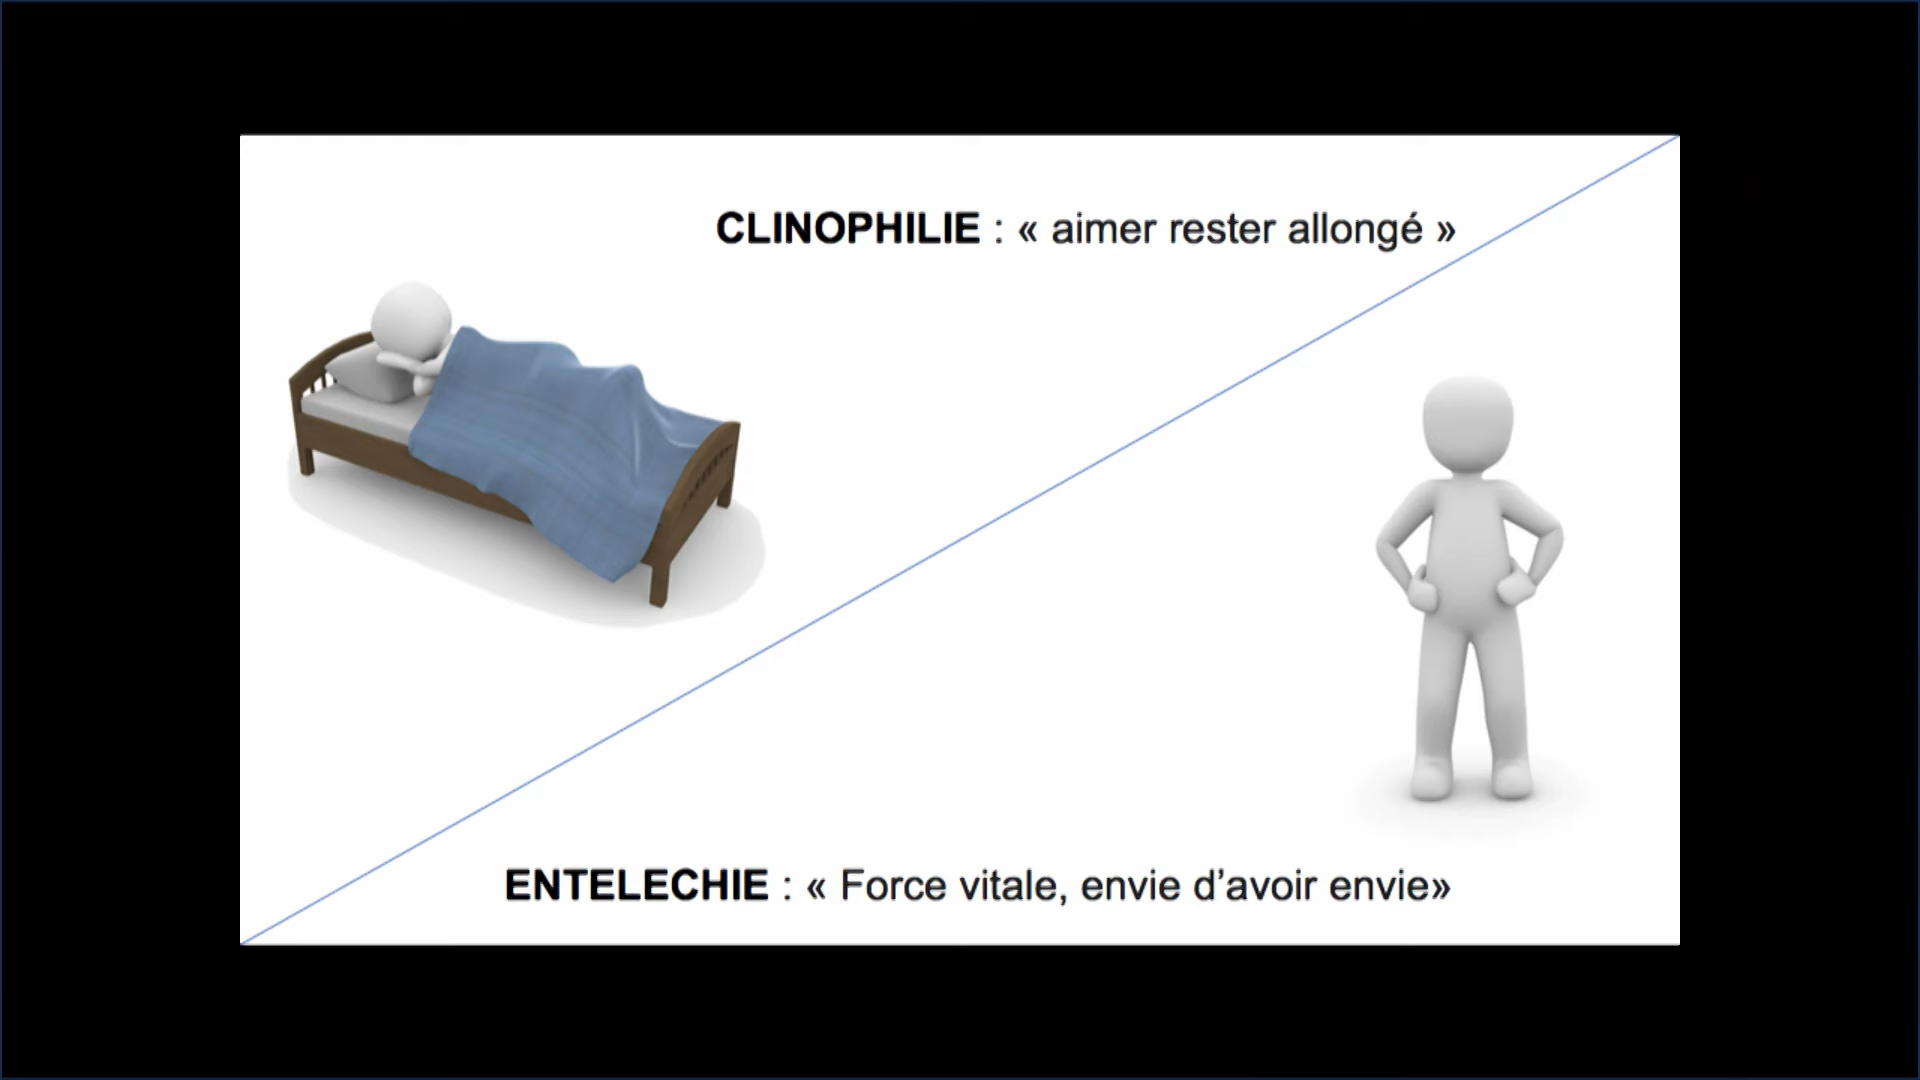 CLINOPHILIE : « aimer rester allongé »
ENTELECHIE : « Force vitale, envie d’avoir envie»